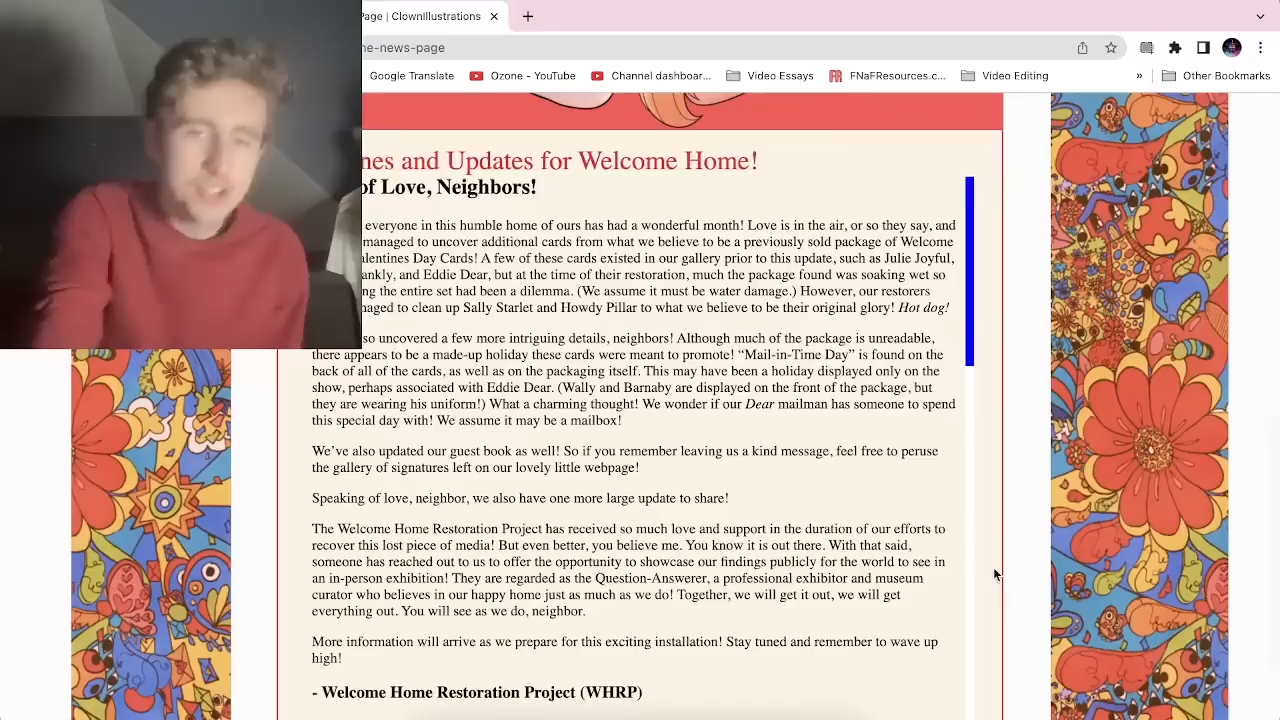 Page | ClownIllustrations
ne-news-page
Google Translate
Ozone - YouTube
Channel dashboar...
Video Essays
FNaFResources.c...
Video Editing
»
Other Bookmarks
nes and Updates for Welcome Home!
of Love, Neighbors!
everyone in this humble home of ours has had a wonderful month! Love is in the air, or so they say, and
managed to uncover additional cards from what we believe to be a previously sold package of Welcome
alentines Day Cards! A few of these cards existed in our gallery prior to this update, such as Julie Joyful,
ankly, and Eddie Dear, but at the time of their restoration, much the package found was soaking wet so
ng the entire set had been a dilemma. (We assume it must be water damage.) However, our restorers
naged to clean up Sally Starlet and Howdy Pillar to what we believe to be their original glory! Hot dog!
so uncovered a few more intriguing details, neighbors! Although much of the package is unreadable,
there appears to be a made-up holiday these cards were meant to promote! “Mail-in-Time Day” is found on the
back of all of the cards, as well as on the packaging itself. This may have been a holiday displayed only on the
show, perhaps associated with Eddie Dear. (Wally and Barnaby are displayed on the front of the package, but
they are wearing his uniform!) What a charming thought! We wonder if our Dear mailman has someone to spend
this special day with! We assume it may be a mailbox!
We’ve also updated our guest book as well! So if you remember leaving us a kind message, feel free to peruse
the gallery of signatures left on our lovely little webpage!
Speaking of love, neighbor, we also have one more large update to share!
The Welcome Home Restoration Project has received so much love and support in the duration of our efforts to
recover this lost piece of media! But even better, you believe me. You know it is out there. With that said,
someone has reached out to us to offer the opportunity to showcase our findings publicly for the world to see in
an in-person exhibition! They are regarded as the Question-Answerer, a professional exhibitor and museum
curator who believes in our happy home just as much as we do! Together, we will get it out, we will get
everything out. You will see as we do, neighbor.
More information will arrive as we prepare for this exciting installation! Stay tuned and remember to wave up
high!
- Welcome Home Restoration Project (WHRP)